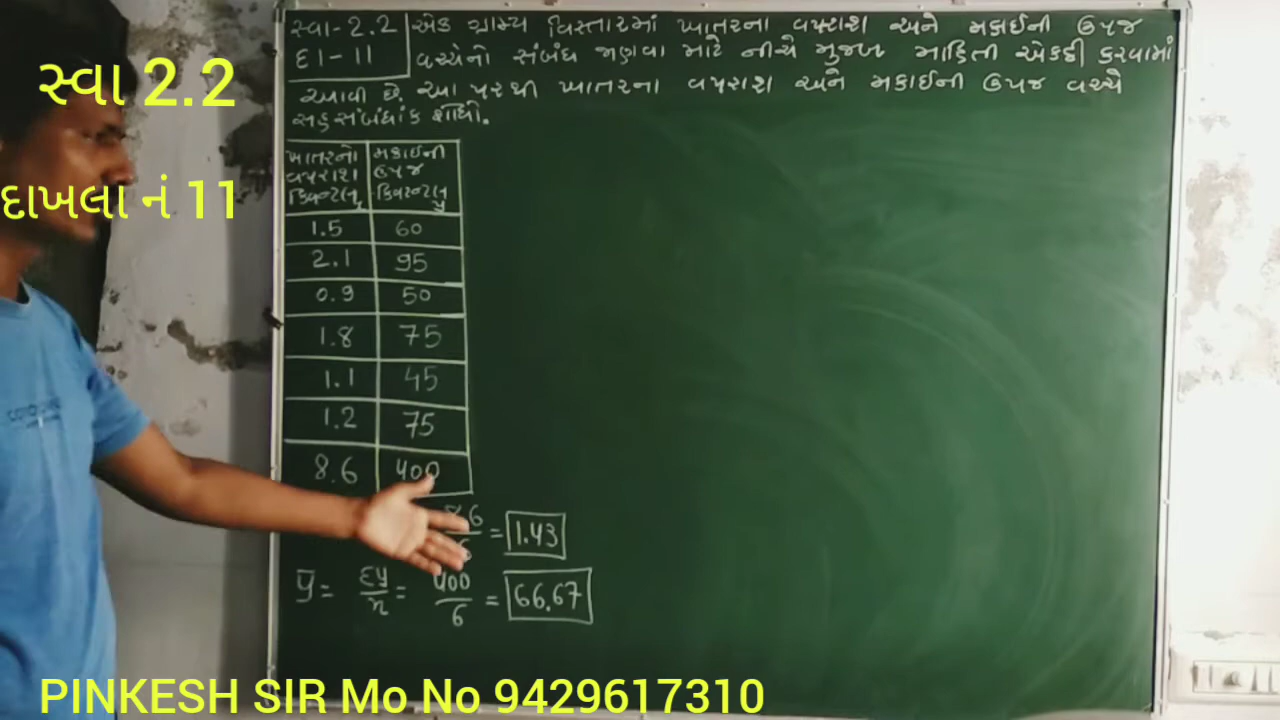 સ્વા 2.2
દાખલા નં 11
સ્વા-2.2
દા-11
એક ગ્રામ્ય વિસ્તારમાં ખાતરના વપરાશ અને મકાઈની ઉપજ
વચ્ચેનો સંબંધ જાણવા માટે નીચે મુજબ માહિતી એકઠી કરવામાં
આવી છે. આ પરથી ખાતરના વપરાશ અને મકાઈની ઉપજ વચ્ચે
સહસંબંધાંક શોધો.
ખાતરનો મકાઈની
વપરાશ ઉપજ
1.5 60
2.1 95
0.9 50
1.8 75
1.1 45
1.2 75
8.6 400
= 1.43
ȳ = Σy/n = 400/6 = 66.67
PINKESH SIR Mo No 9429617310